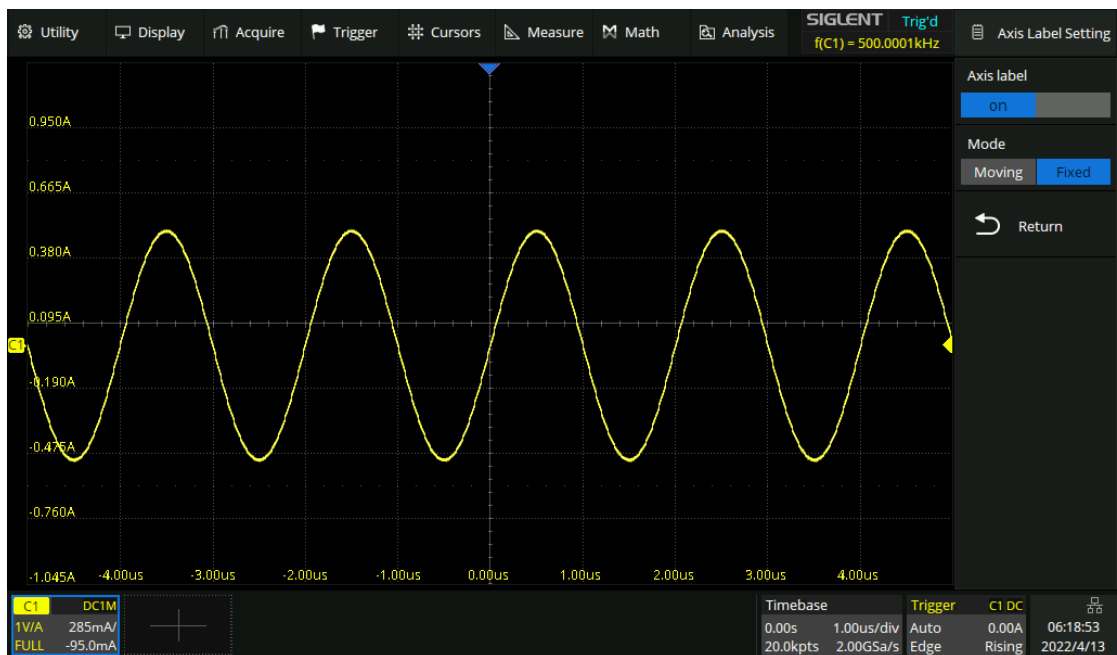 Utility Display Acquire Trigger Cursors Measure Math Analysis
SIGLENT Trig'd
f(C1) = 500.0001kHz
Axis Label Setting
Axis label
on
Mode
Moving Fixed
Return
0.950A
0.665A
0.380A
0.095A
C1
-0.190A
-0.475A
-0.760A
-1.045A -4.00us -3.00us -2.00us -1.00us 0.00us 1.00us 2.00us 3.00us 4.00us
C1 DC1M
1V/A 285mA/
FULL -95.0mA
Timebase
0.00s 1.00us/div
20.0kpts 2.00GSa/s
Trigger C1 DC
Auto 0.00A
Edge Rising
06:18:53
2022/4/13